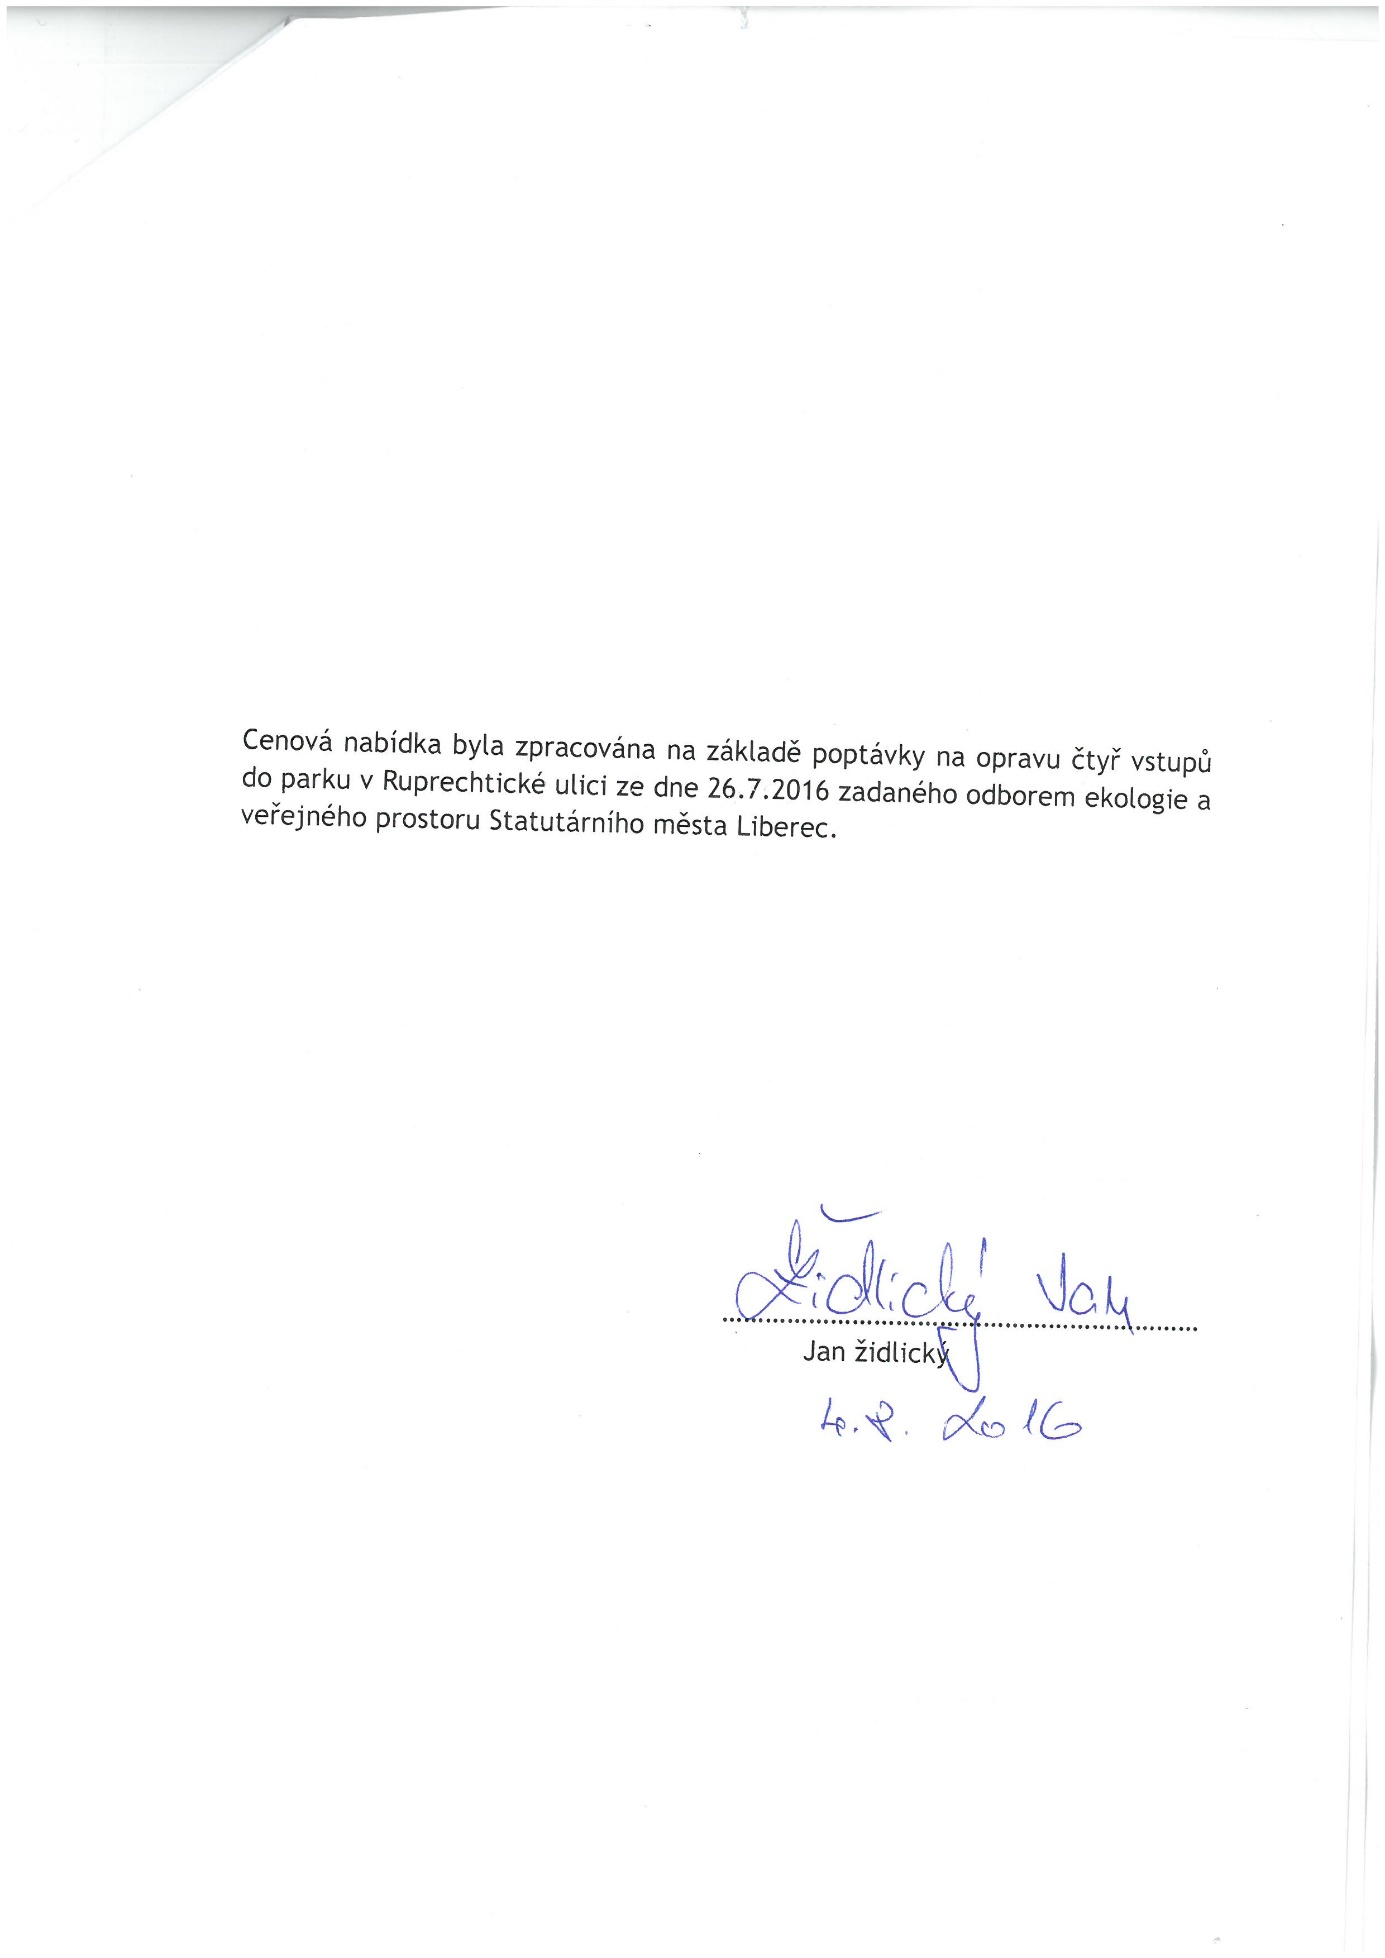 Cenová nabídka byla zpracována na základě poptávky na opravu čtyř vstupů
do parku v Ruprechtické ulici ze dne 26.7.2016 zadaného odborem ekologie a
veřejného prostoru Statutárního města Liberec.
Židlický Jan
Jan židlický
4.8. 2016